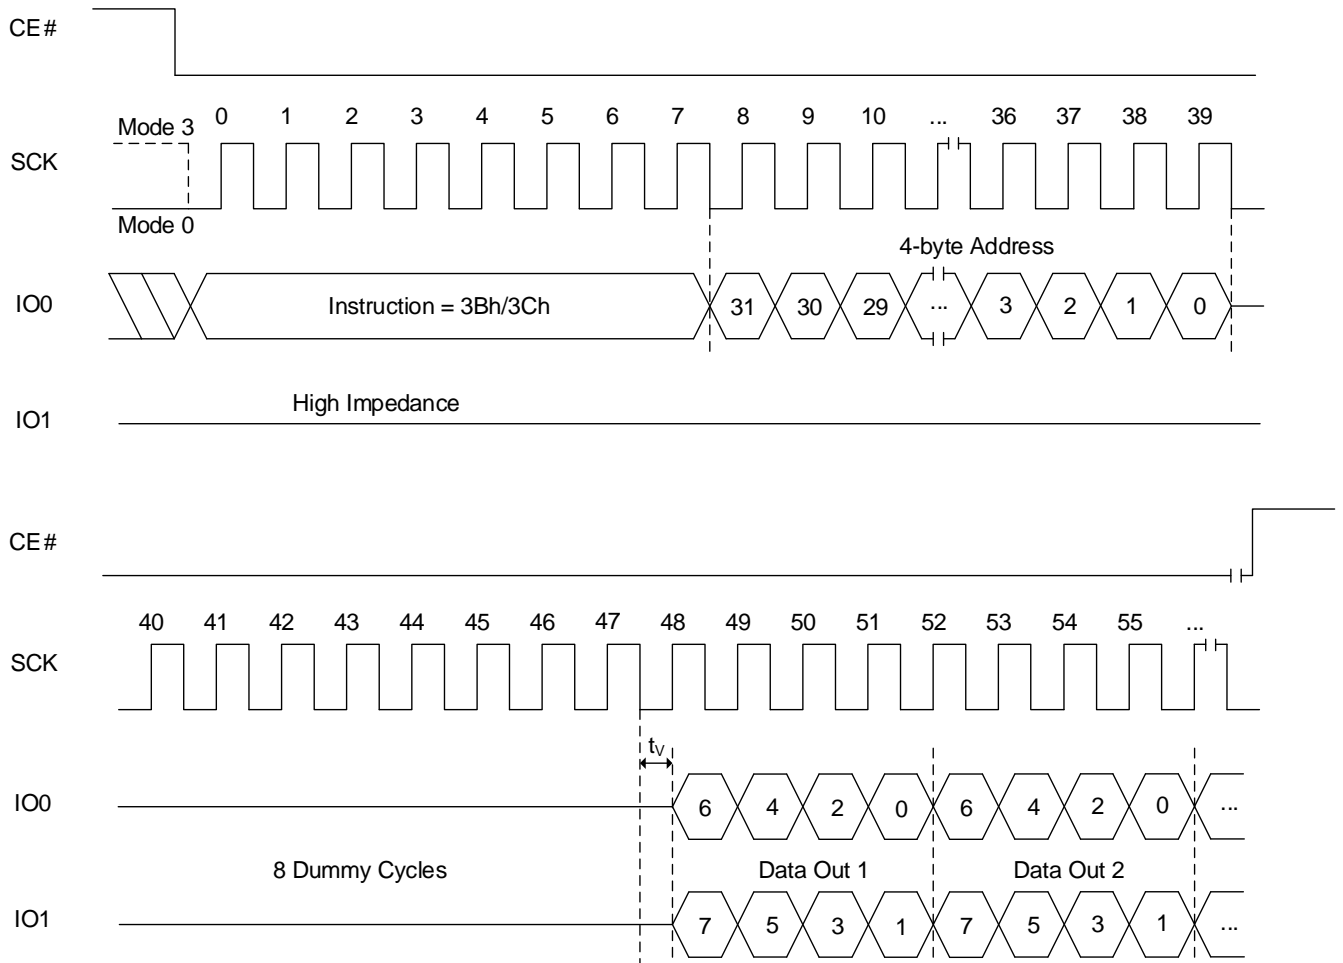 CE#
0 1 2 3 4 5 6 7 8 9 10 ... 36 37 38 39
Mode 3
SCK
Mode 0
4-byte Address
IO0 Instruction = 3Bh/3Ch 31 30 29 ... 3 2 1 0
High Impedance
IO1
CE#
40 41 42 43 44 45 46 47 48 49 50 51 52 53 54 55 ...
SCK
tV
IO0 6 4 2 0 6 4 2 0 ...
8 Dummy Cycles Data Out 1 Data Out 2
IO1 7 5 3 1 7 5 3 1 ...